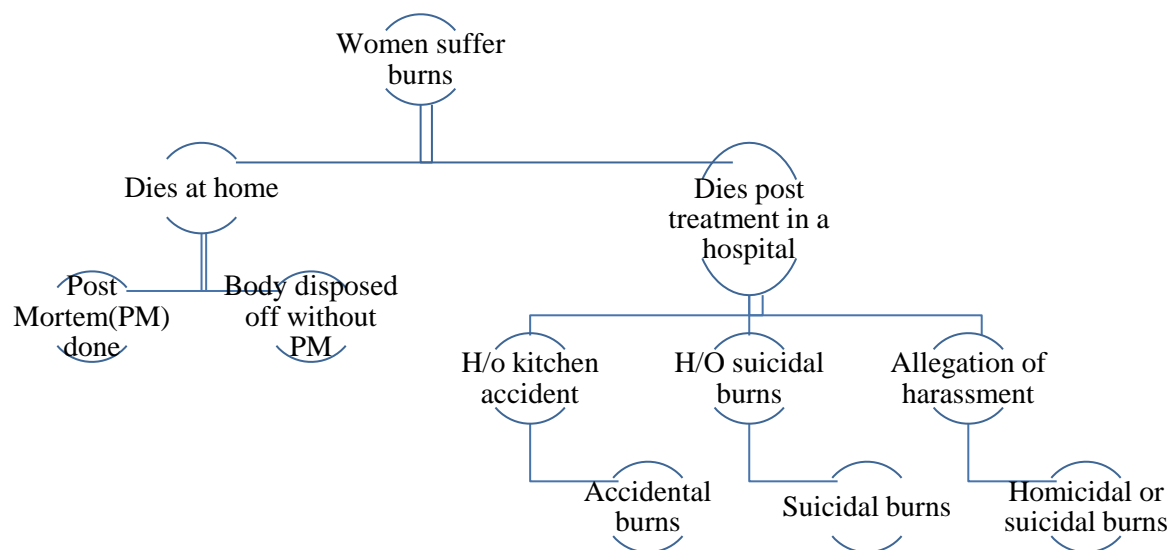 Women suffer
burns
Dies at home
Dies post
treatment in a
hospital
Post
Mortem(PM)
done
Body disposed
off without
PM
H/o kitchen
accident
H/O suicidal
burns
Allegation of
harassment
Accidental
burns
Suicidal burns
Homicidal or
suicidal burns